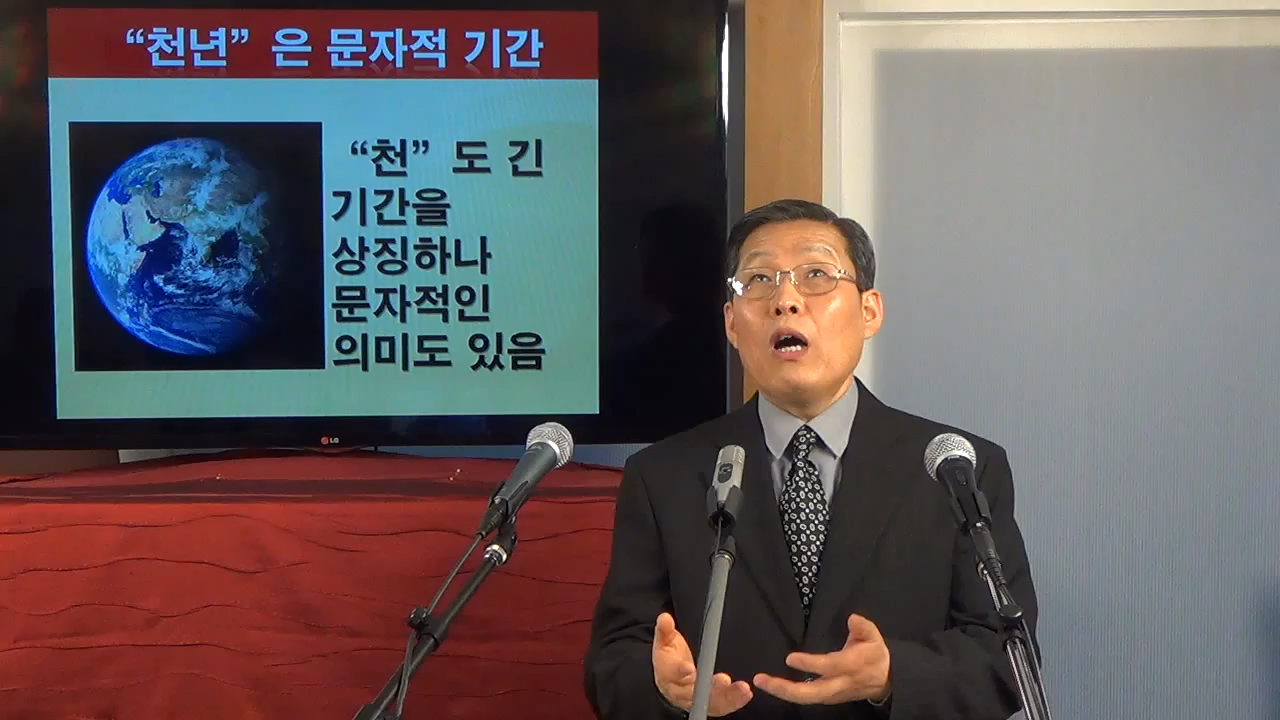 “천년” 은 문자적 기간
“천” 도 긴
기간을
상징하나
문자적인
의미도 있음
LG